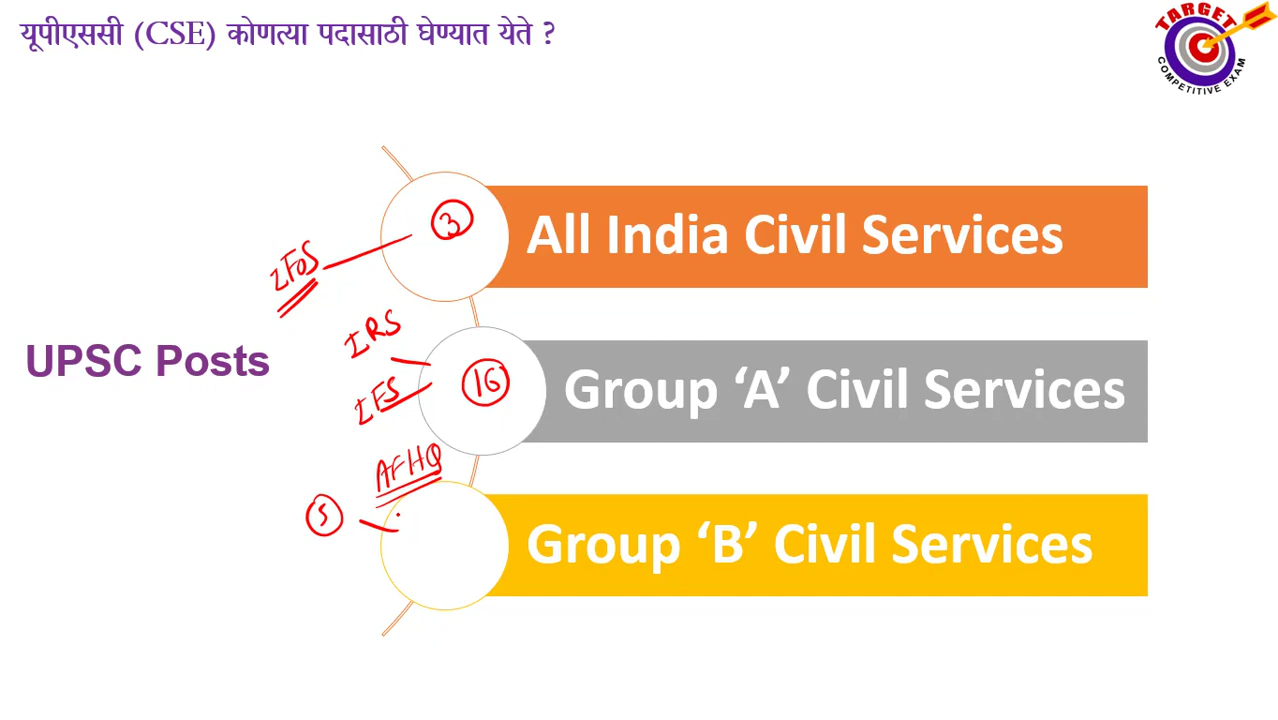 यूपीएससी (CSE) कोणत्या पदासाठी घेण्यात येते ?
TARGET
COMPETITIVE EXAM
3
All India Civil Services
IFoS
IRS
UPSC Posts
16
Group ‘A’ Civil Services
IFS
AFHQ
5
Group ‘B’ Civil Services